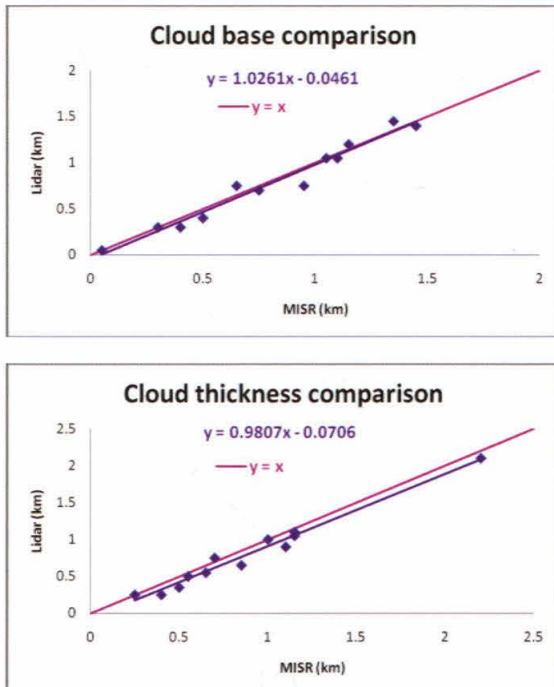 Cloud base comparison
y = 1.0261x - 0.0461
y = x
2
1.5
1
0.5
0
Lidar (km)
0 0.5 1 1.5 2
MISR (km)
Cloud thickness comparison
y = 0.9807x - 0.0706
y = x
2.5
2
1.5
1
0.5
0
Lidar (km)
0 0.5 1 1.5 2 2.5
MISR (km)